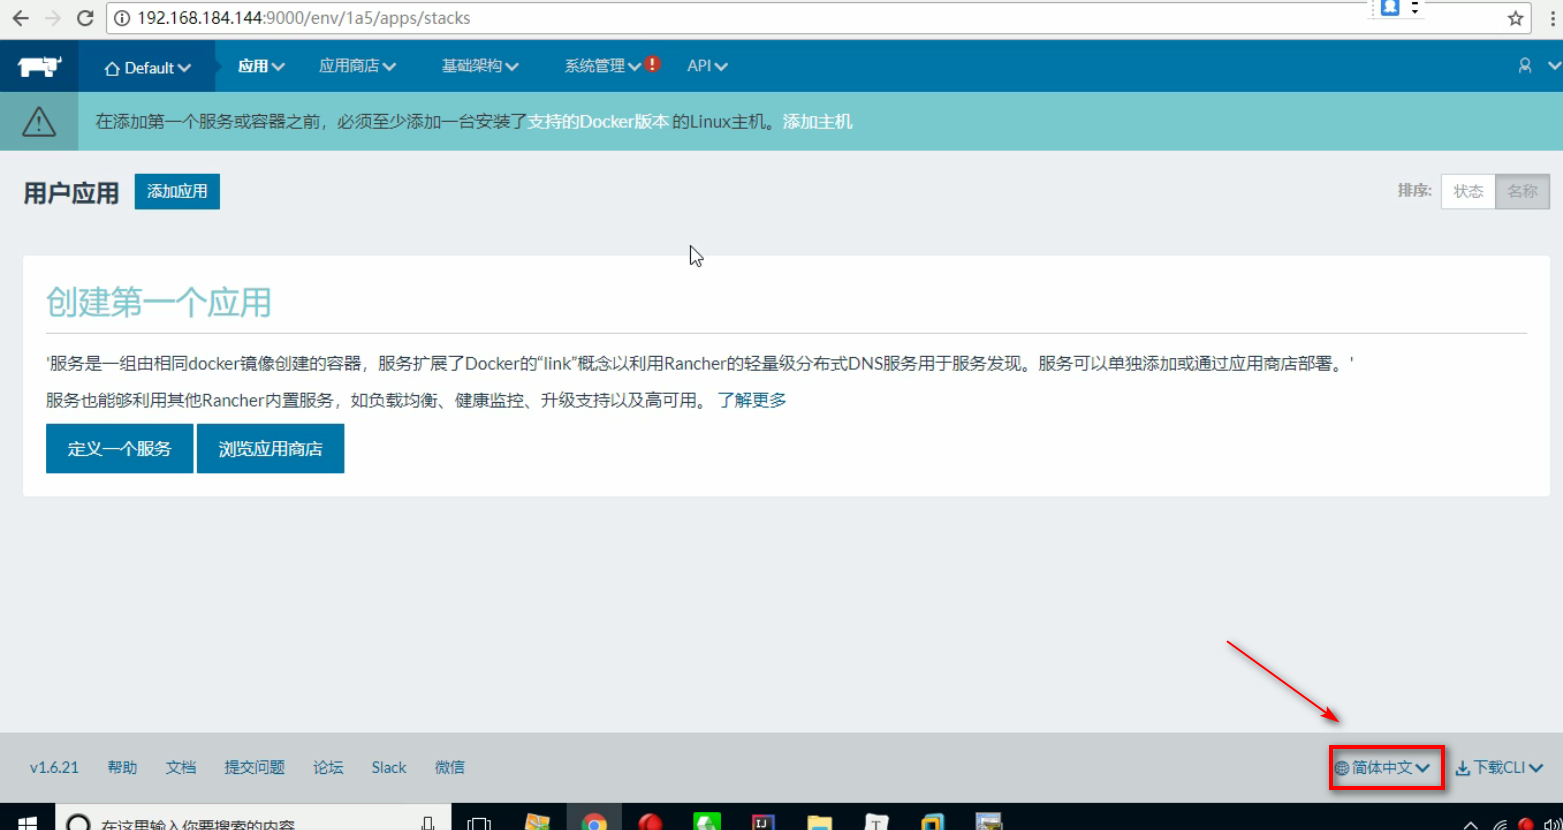 192.168.184.144:9000/env/1a5/apps/stacks
Default 应用 应用商店 基础架构 系统管理 API
在添加第一个服务或容器之前，必须至少添加一台安装了支持的Docker版本 的Linux主机。 添加主机
用户应用 添加应用 排序: 状态 名称
创建第一个应用
'服务是一组由相同docker镜像创建的容器，服务扩展了Docker的“link”概念以利用Rancher的轻量级分布式DNS服务用于服务发现。服务可以单独添加或通过应用商店部署。'
服务也能够利用其他Rancher内置服务，如负载均衡、健康监控、升级支持以及高可用。 了解更多
定义一个服务 浏览应用商店
v1.6.21 帮助 文档 提交问题 论坛 Slack 微信 简体中文 下载CLI
在这里输入你要搜索的内容 IJ T